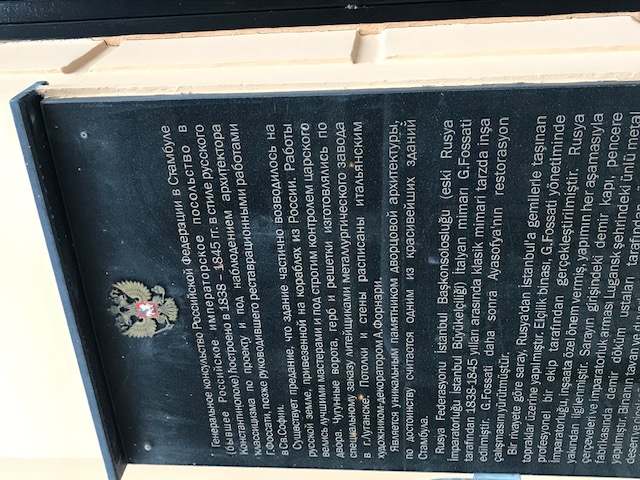 Генеральное консульство Российской Федерации в Стамбуле
(бывшее Российское императорское посольство в
Константинополе) построено в 1838 - 1845 гг. в стиле русского
классицизма по проекту и под наблюдением архитектора
Г.Фоссати, позже руководившего реставрационными работами
в Св.Софии.
Существует предание, что здание частично возводилось на
русской земле, привезенной на кораблях из России. Работы
велись лучшими мастерами и под строгим контролем царского
двора. Чугунные ворота, герб и решетки изготовлялись по
специальному заказу литейщиками Металлургического завода
в г.Луганске. Потолки и стены расписаны итальянским
художником-декоратором А.Форнари.
Является уникальным памятником дворцовой архитектуры,
по достоинству считается одним из красивейших зданий
Стамбула.
Rusya Federasyonu İstanbul Başkonsolosluğu (eski Rusya
İmparatorluğu İstanbul Büyükelçiliği) İtalyan mimarı G.Fossati
tarafından 1838-1845 yılları arasında klasik mimari tarzda inşa
edilmiştir. G.Fossati daha sonra Ayasofya'nın restorasyon
çalışmasını yürütmüştür.
Bir rivayete göre saray, Rusya'dan İstanbul'a gemilerle taşınan
topraklar üzerine yapılmıştır. Elçilik binası, G.Fossati yönetiminde
profesyonel bir ekip tarafından gerçekleştirilmiştir. Rusya
imparatorluğu, inşaata özel önem vermiş, yapımın her aşamasıyla
yakından ilgilenmiştir. Sarayın girişindeki demir kapı, pencere
çerçeveleri ve imparatorluk arması Lugansk şehrindeki ünlü metal
fabrikasında demir döküm ustaları tarafından
yapılmıştır. Binanın tavan ve